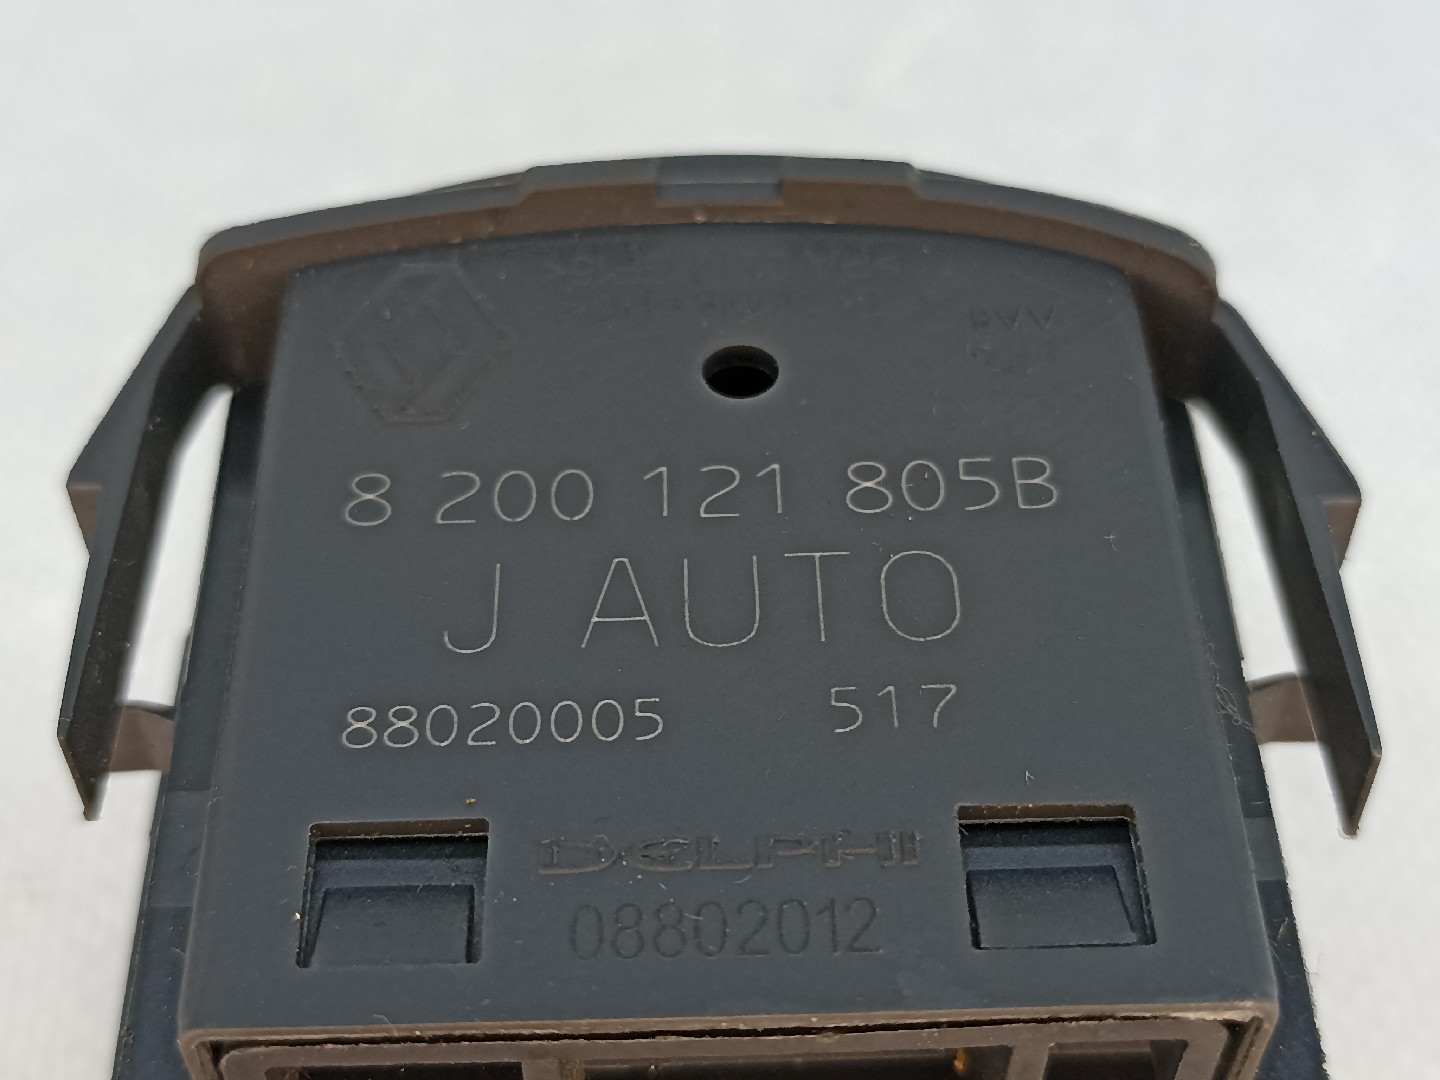 8 200 121 805B
J AUTO
88020005 517
DELPHI
08802012